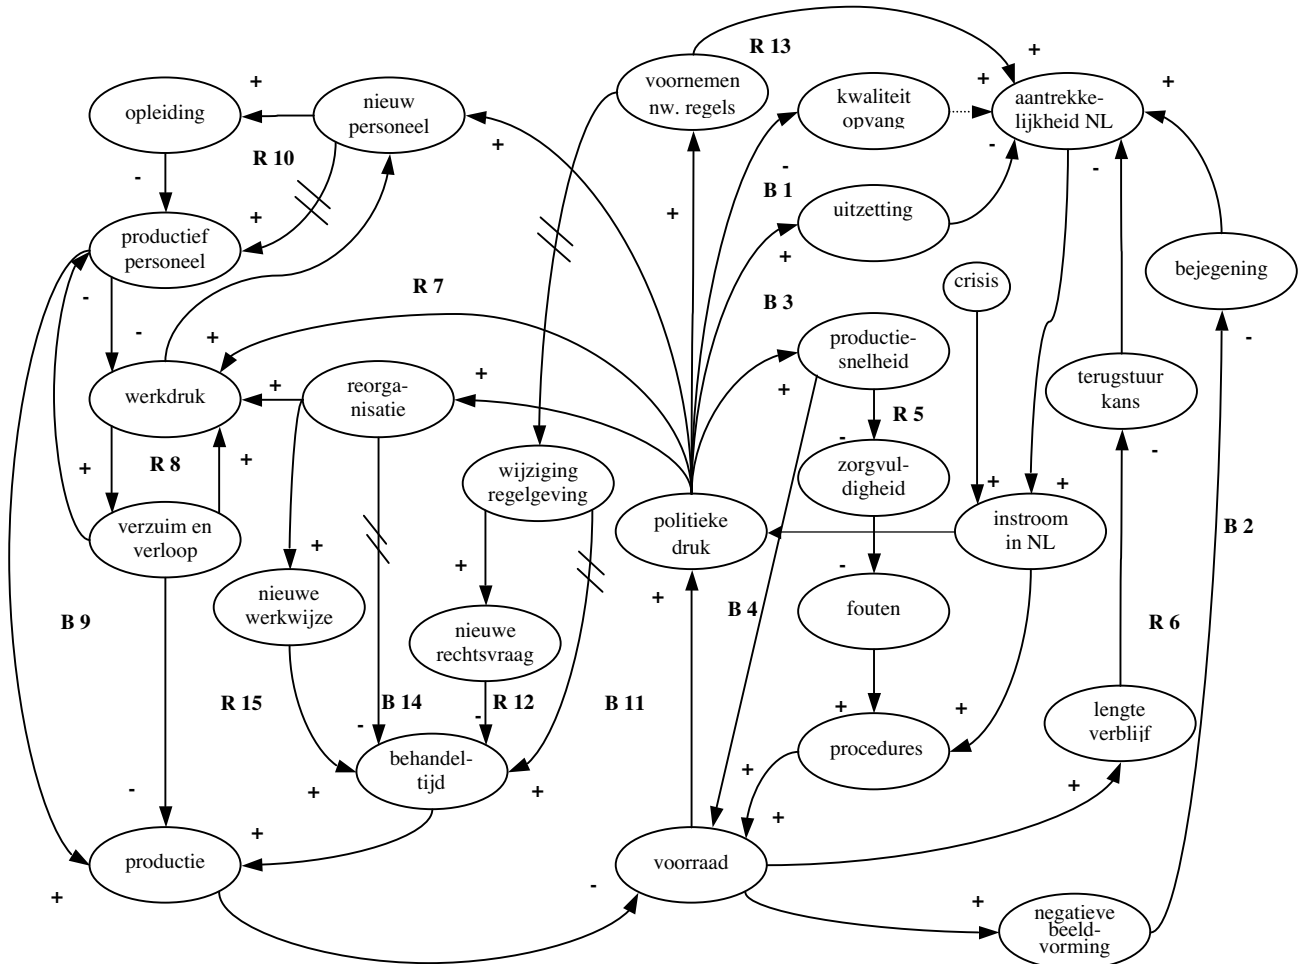 R 13
+
voornemen
nw. regels
kwaliteit
opvang
+
aantrekke-
lijkheid NL
+
+
opleiding
nieuw
personeel
+
-
R 10
+
-
B 1
-
-
uitzetting
+
+
productief
personeel
-
-
R 7
B 3
crisis
bejegening
-
+
productie-
snelheid
+
werkdruk
+
reorga-
nisatie
+
R 5
-
terugstuur
kans
-
+
R 8
+
wijziging
regelgeving
zorgvul-
digheid
+
+
verzuim en
verloop
politieke
druk
instroom
in NL
B 2
+
+
-
nieuwe
werkwijze
+
B 4
fouten
B 9
nieuwe
rechtsvraag
R 6
R 15
B 14
R 12
B 11
-
-
+
+
lengte
verblijf
behandel-
tijd
procedures
+
+
+
+
-
+
+
productie
voorraad
+
-
+
negatieve
beeld-
vorming